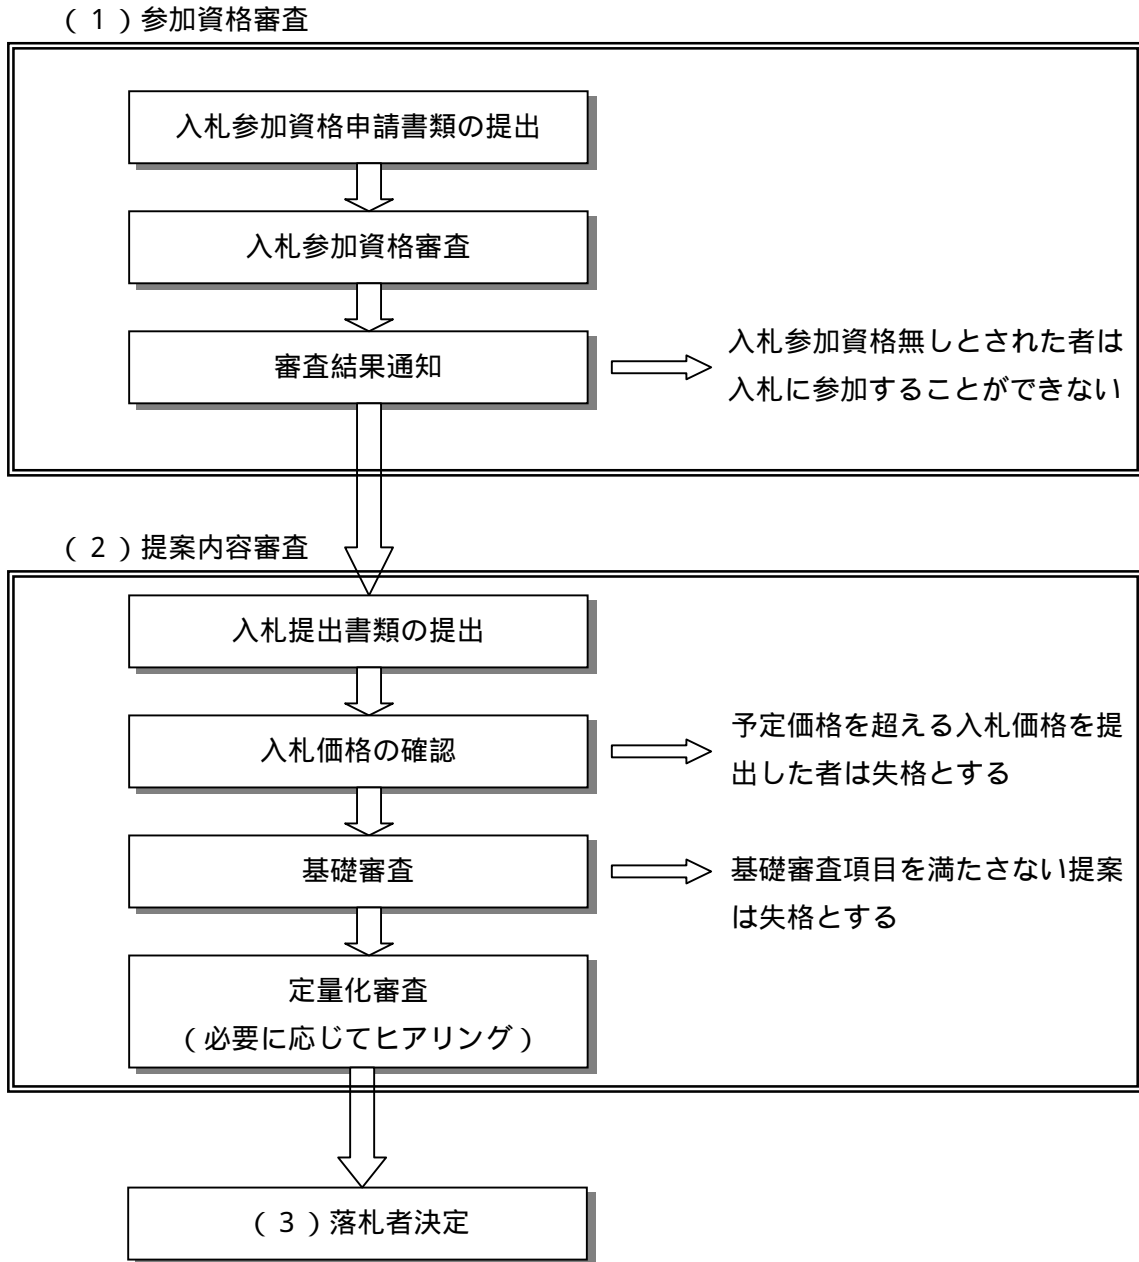 （１）参加資格審査
入札参加資格申請書類の提出
入札参加資格審査
審査結果通知
入札参加資格無しとされた者は
入札に参加することができない
（２）提案内容審査
入札提出書類の提出
入札価格の確認
予定価格を超える入札価格を提
出した者は失格とする
基礎審査
基礎審査項目を満たさない提案
は失格とする
定量化審査
（必要に応じてヒアリング）
（３）落札者決定